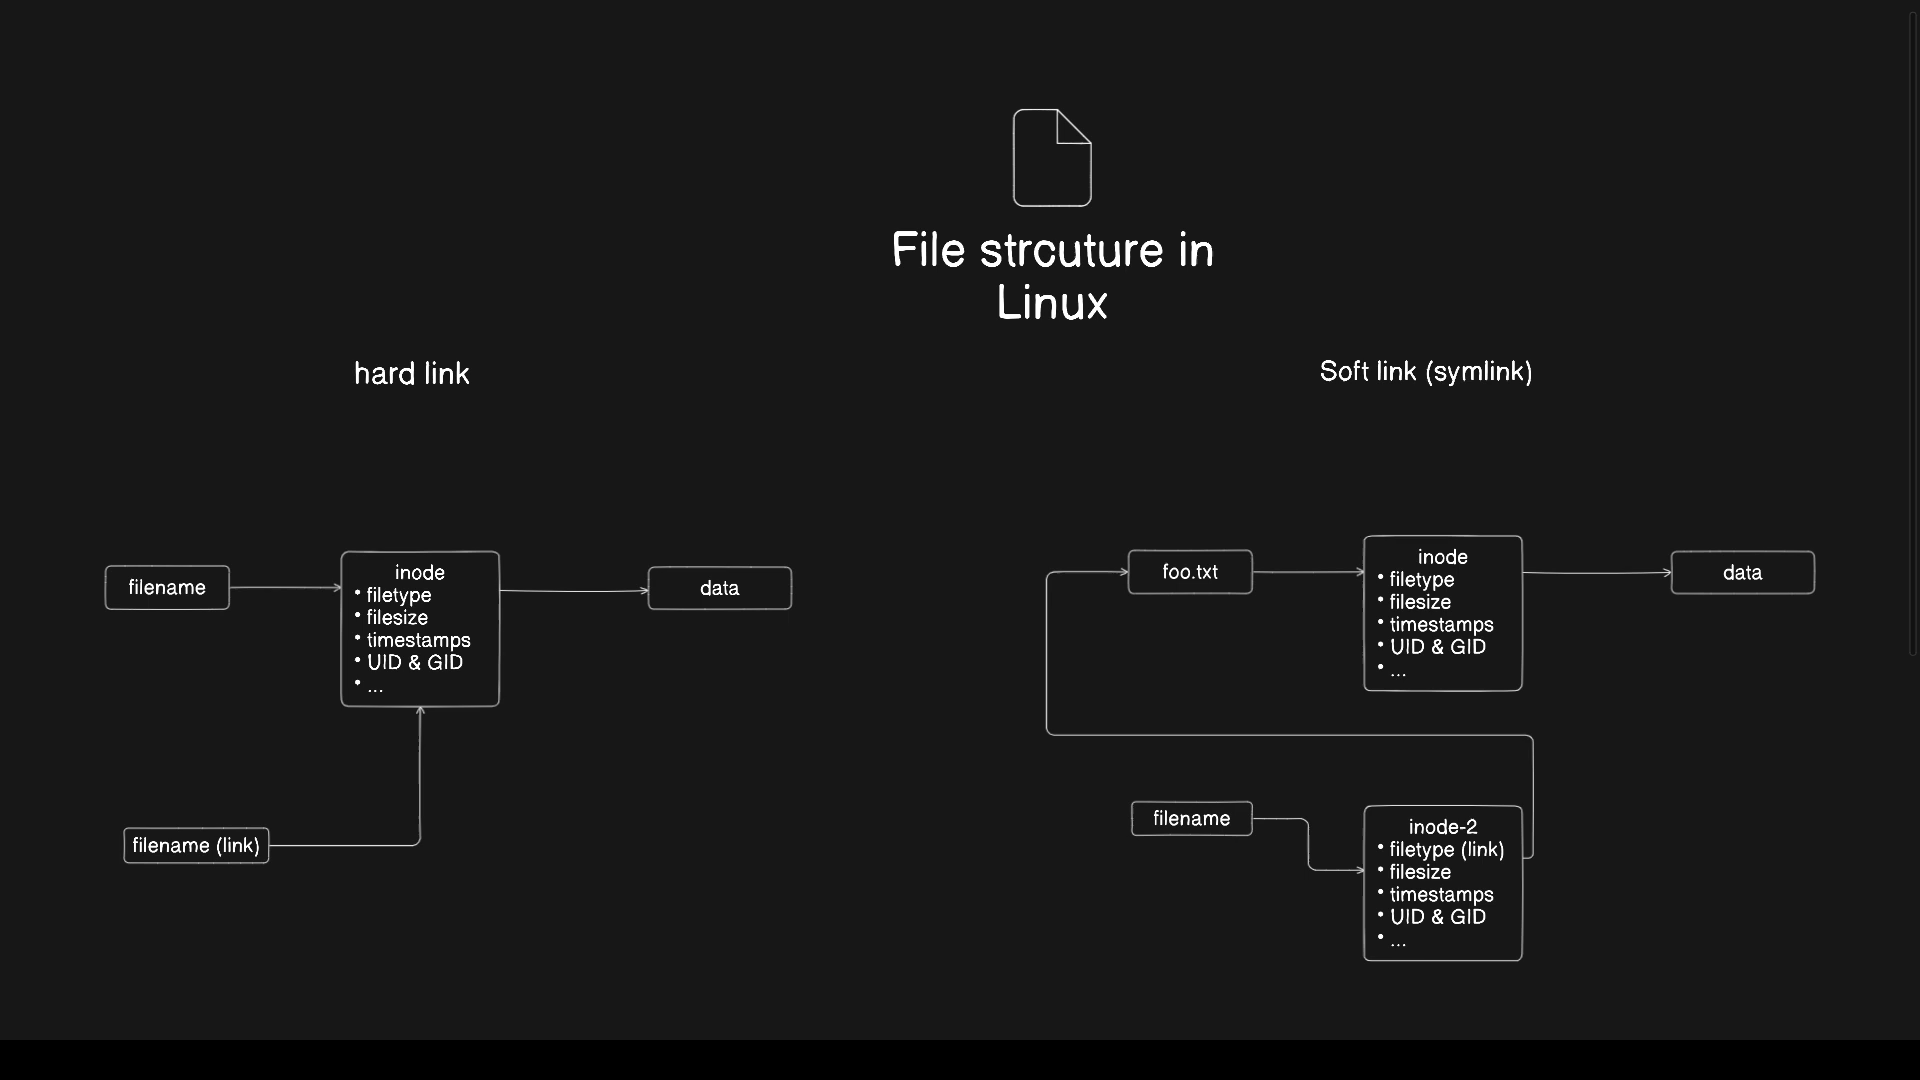 File strcuture in
Linux
hard link
Soft link (symlink)
filename
inode
• filetype
• filesize
• timestamps
• UID & GID
• ...
data
filename (link)
foo.txt
inode
• filetype
• filesize
• timestamps
• UID & GID
• ...
data
filename
inode-2
• filetype (link)
• filesize
• timestamps
• UID & GID
• ...